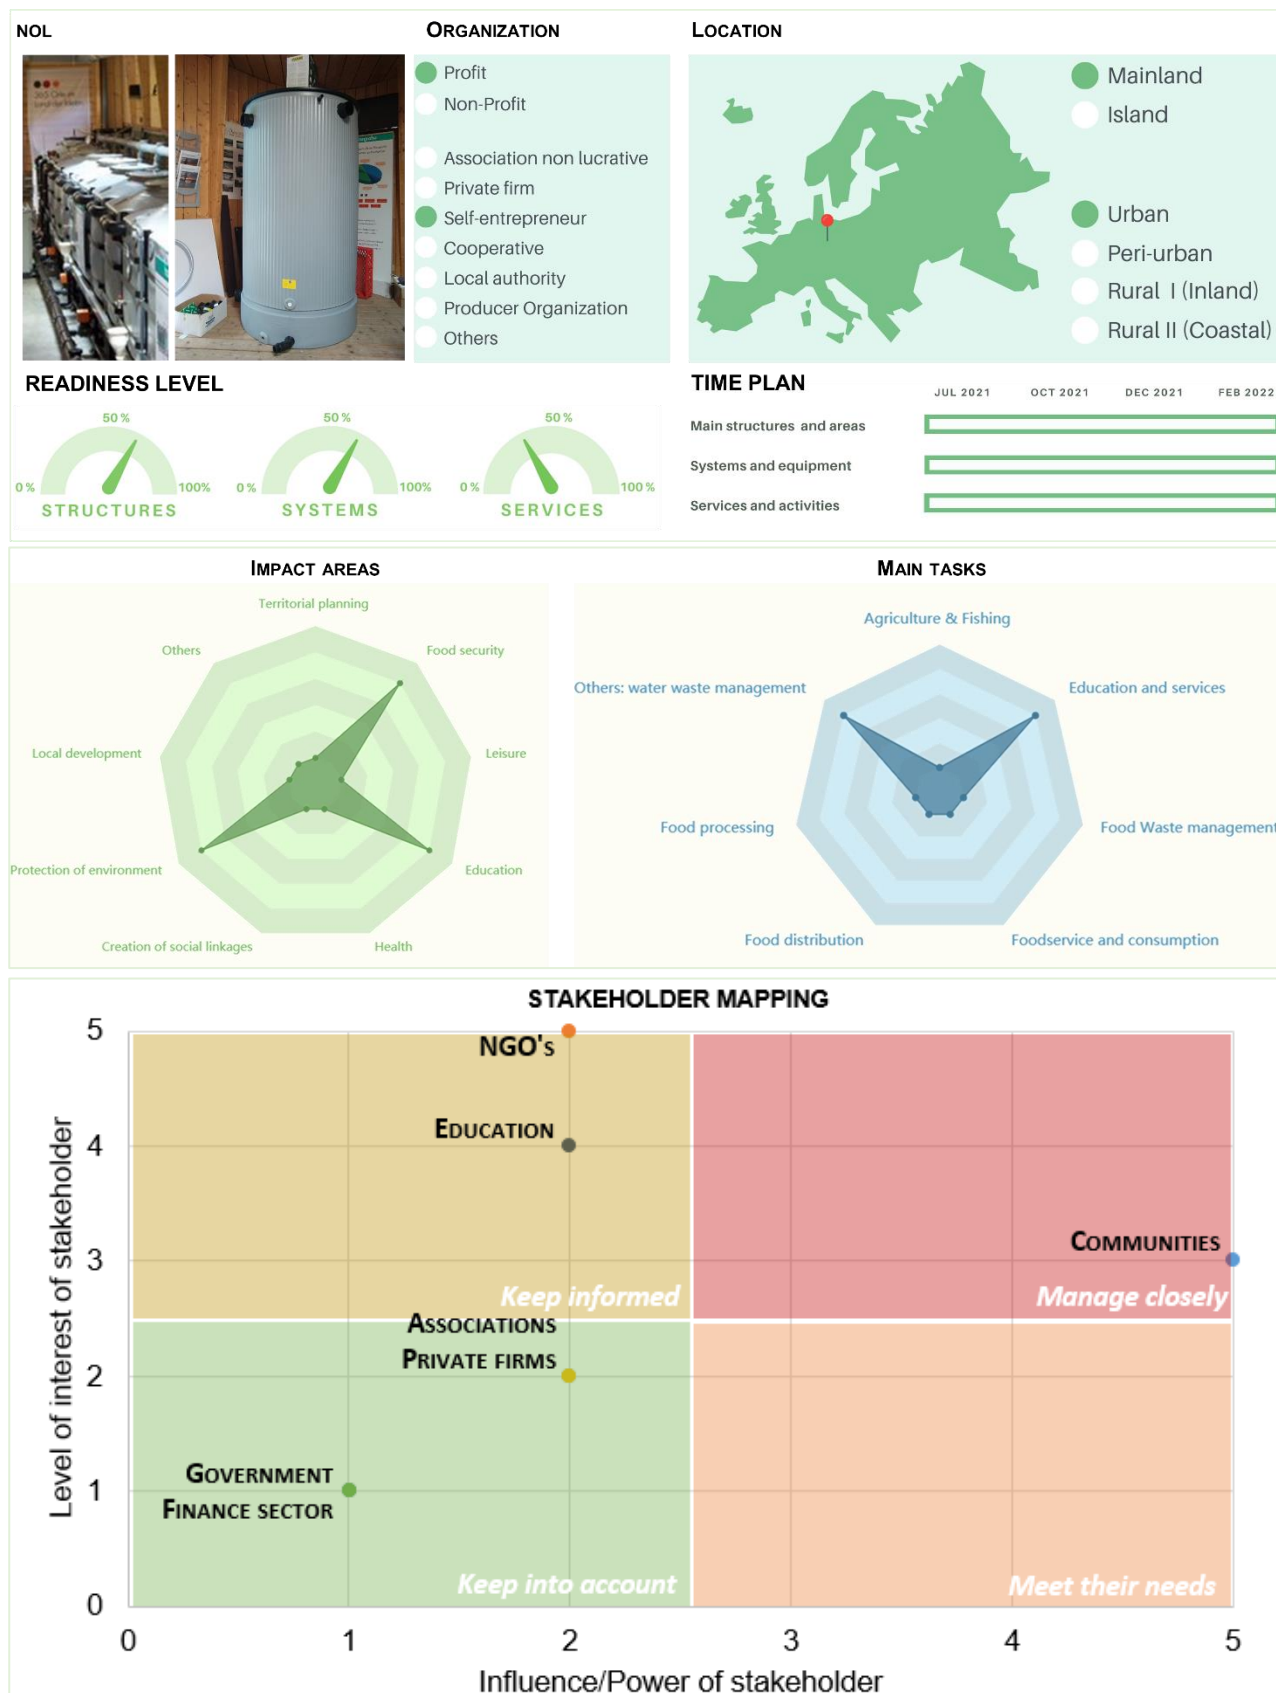 NOL
ORGANIZATION
LOCATION
Profit
Non-Profit
Association non lucrative
Private firm
Self-entrepreneur
Cooperative
Local authority
Producer Organization
Others
Mainland
Island
Urban
Peri-urban
Rural I (Inland)
Rural II (Coastal)
READINESS LEVEL
50 %
0 %
100%
STRUCTURES
50 %
0 %
100%
SYSTEMS
50 %
0 %
100 %
SERVICES
TIME PLAN
JUL 2021 OCT 2021 DEC 2021 FEB 2022
Main structures and areas
Systems and equipment
Services and activities
IMPACT AREAS
Territorial planning
Others
Food security
Local development
Leisure
Protection of environment
Education
Creation of social linkages
Health
MAIN TASKS
Agriculture & Fishing
Others: water waste management
Education and services
Food processing
Food Waste management
Food distribution
Foodservice and consumption
STAKEHOLDER MAPPING
Level of interest of stakeholder
5
4
3
2
1
0
NGO'S
EDUCATION
COMMUNITIES
Keep informed
Manage closely
ASSOCIATIONS
PRIVATE FIRMS
GOVERNMENT
FINANCE SECTOR
Keep into account
Meet their needs
0 1 2 3 4 5
Influence/Power of stakeholder